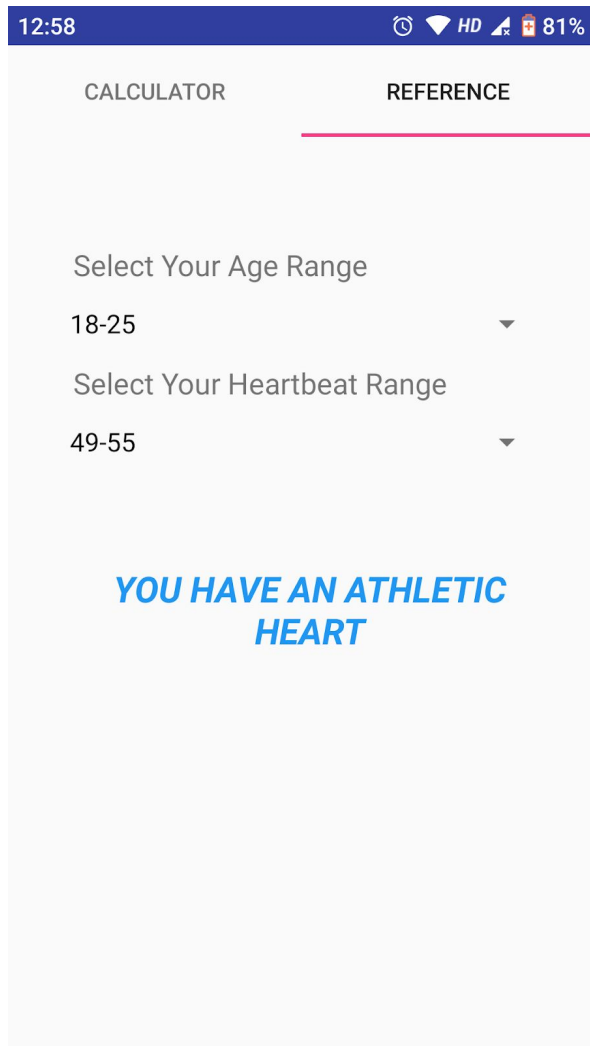 12:58 HD 81%
CALCULATOR REFERENCE
Select Your Age Range
18-25
Select Your Heartbeat Range
49-55
YOU HAVE AN ATHLETIC
HEART